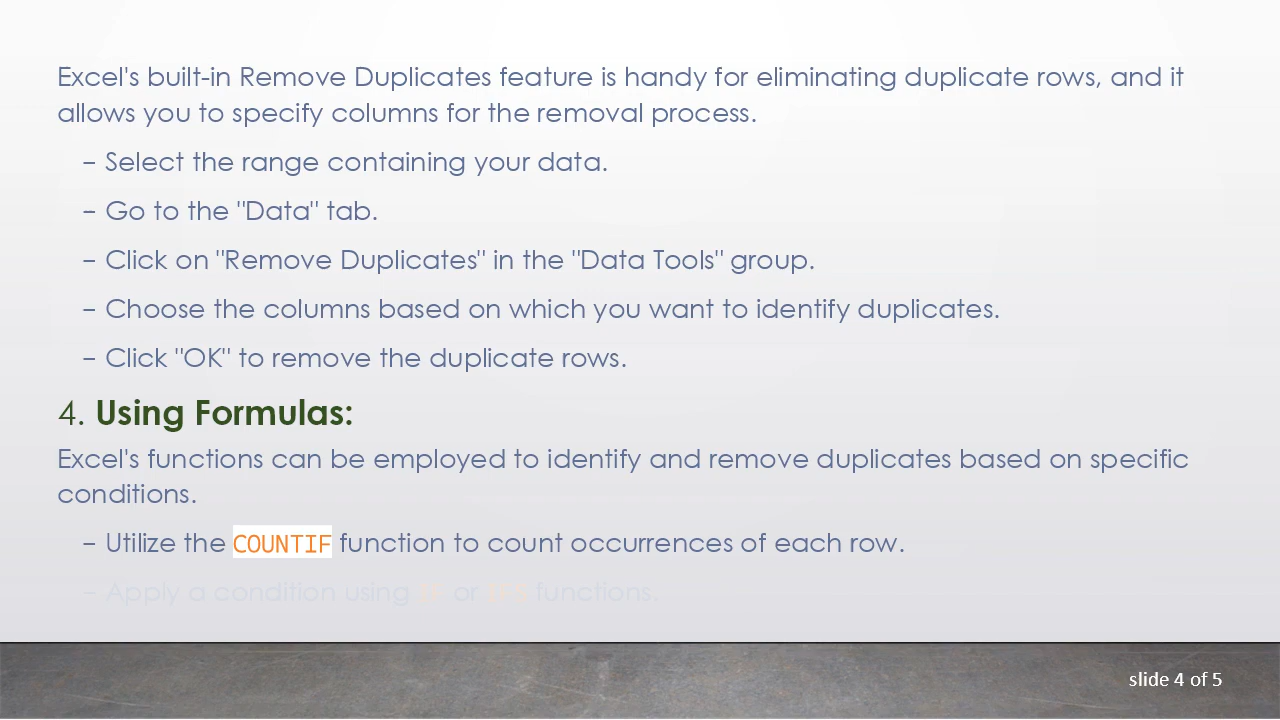 Excel's built-in Remove Duplicates feature is handy for eliminating duplicate rows, and it
allows you to specify columns for the removal process.
– Select the range containing your data.
– Go to the "Data" tab.
– Click on "Remove Duplicates" in the "Data Tools" group.
– Choose the columns based on which you want to identify duplicates.
– Click "OK" to remove the duplicate rows.
4. Using Formulas:
Excel's functions can be employed to identify and remove duplicates based on specific
conditions.
– Utilize the COUNTIF function to count occurrences of each row.
– Apply a condition using IF or IFS functions.
slide 4 of 5